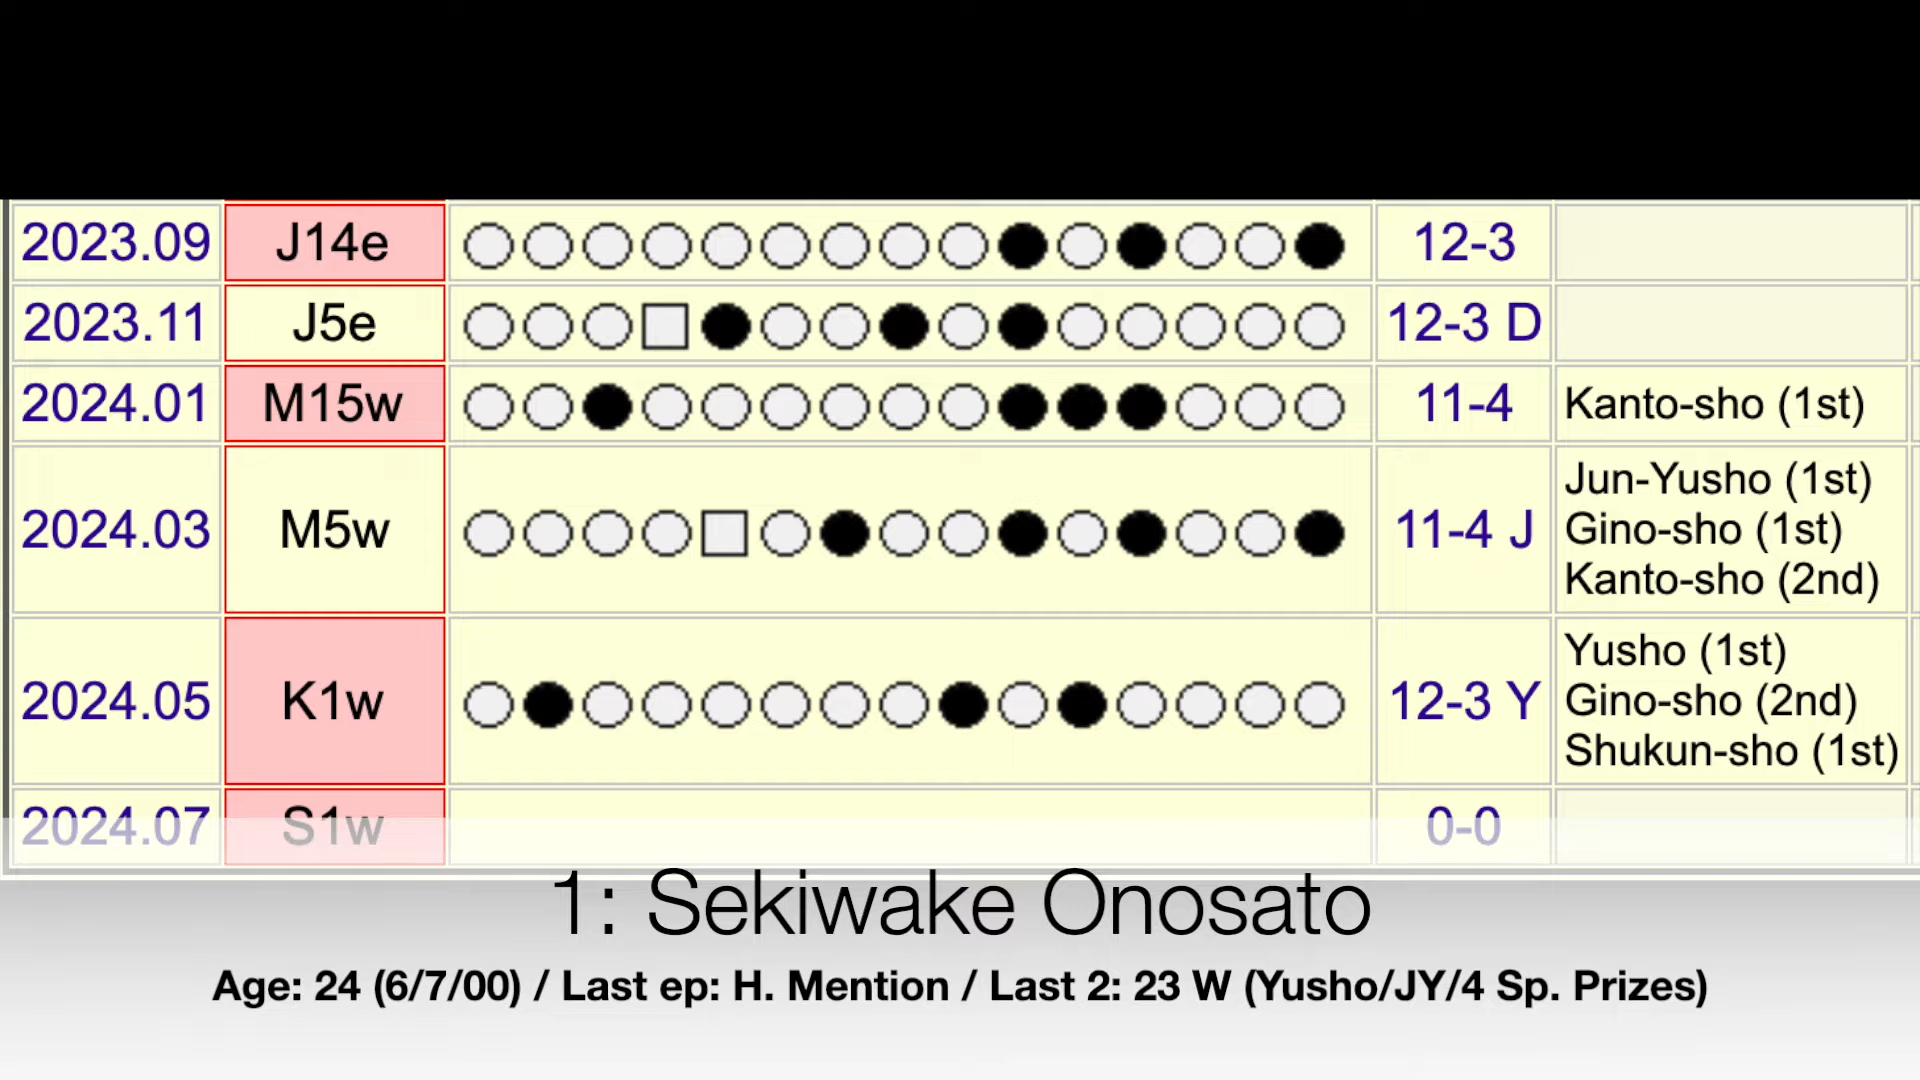 2023.09 J14e 12-3
2023.11 J5e 12-3 D
2024.01 M15w 11-4 Kanto-sho (1st)
2024.03 M5w 11-4 J Jun-Yusho (1st)
Gino-sho (1st)
Kanto-sho (2nd)
2024.05 K1w 12-3 Y Yusho (1st)
Gino-sho (2nd)
Shukun-sho (1st)
2024.07 S1w 0-0
1: Sekiwake Onosato
Age: 24 (6/7/00) / Last ep: H. Mention / Last 2: 23 W (Yusho/JY/4 Sp. Prizes)